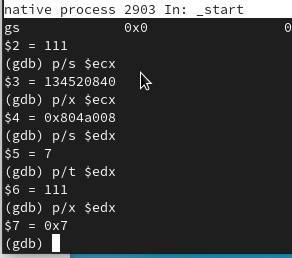 native process 2903 In: _start
gs             0x0                 0
$2 = 111
(gdb) p/s $ecx
$3 = 134520840
(gdb) p/x $ecx
$4 = 0x804a008
(gdb) p/s $edx
$5 = 7
(gdb) p/t $edx
$6 = 111
(gdb) p/x $edx
$7 = 0x7
(gdb)